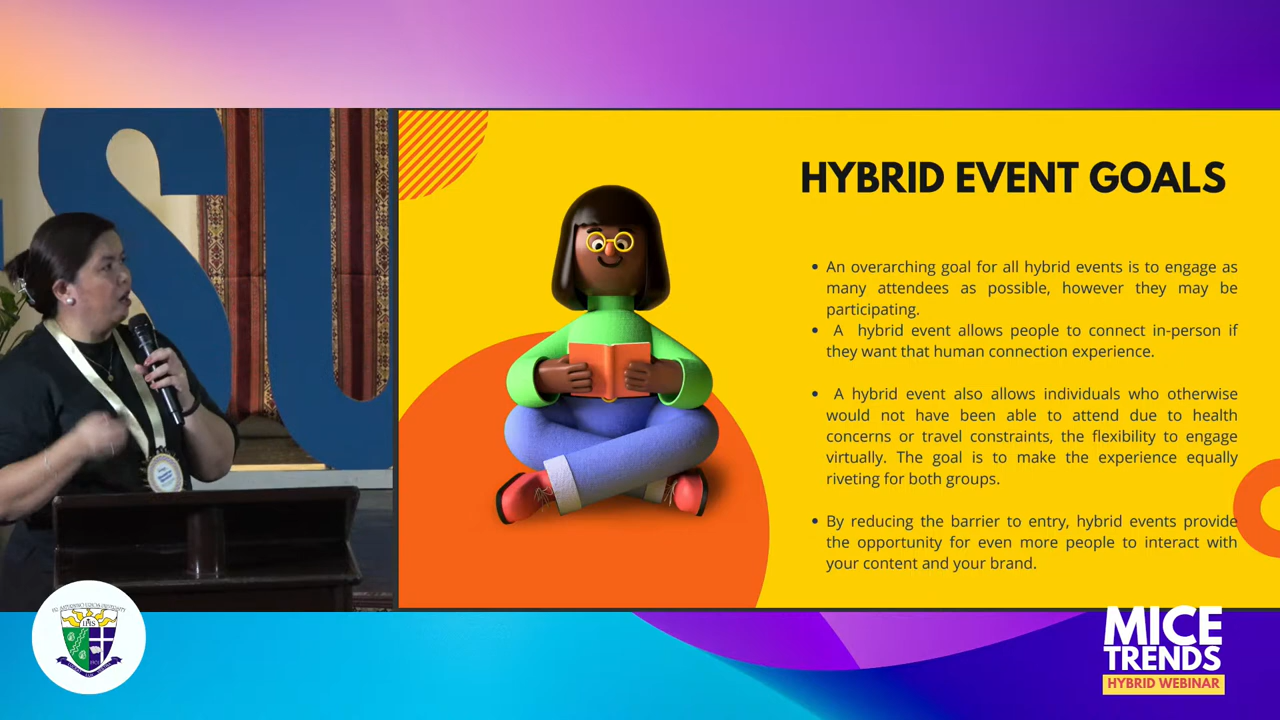 SU
HYBRID EVENT GOALS
• An overarching goal for all hybrid events is to engage as
many attendees as possible, however they may be
participating.
• A hybrid event allows people to connect in-person if
they want that human connection experience.
• A hybrid event also allows individuals who otherwise
would not have been able to attend due to health
concerns or travel constraints, the flexibility to engage
virtually. The goal is to make the experience equally
riveting for both groups.
• By reducing the barrier to entry, hybrid events provide
the opportunity for even more people to interact with
your content and your brand.
IHS
MICE
TRENDS
HYBRID WEBINAR